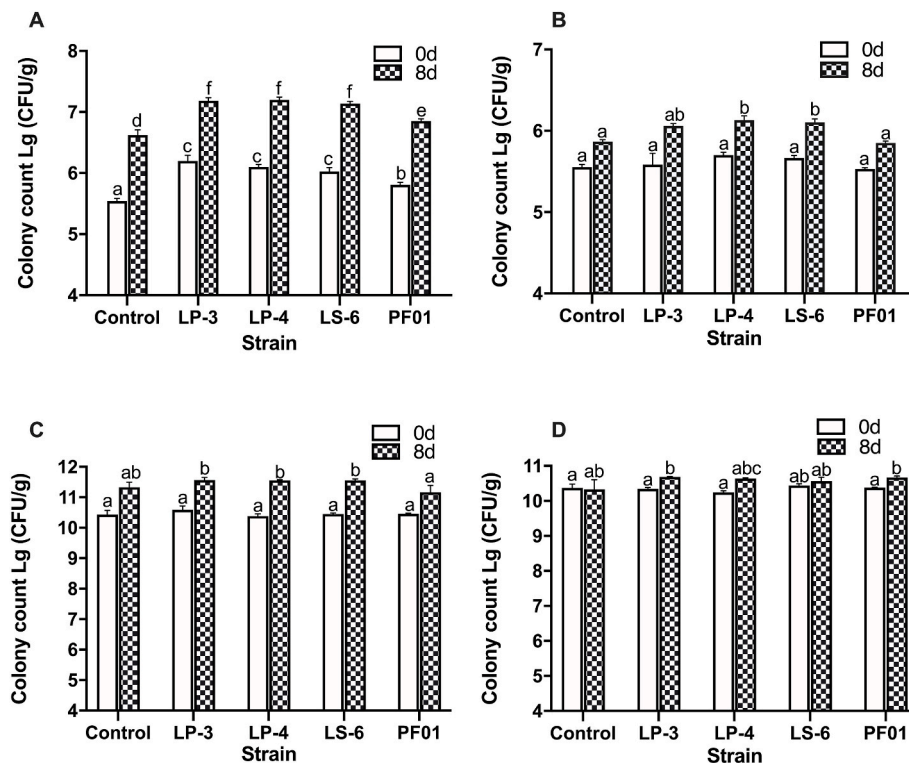 A
0d
8d
Colony count Lg (CFU/g)
8
7
6
5
4
a d c f c f c f b e
Control LP-3 LP-4 LS-6 PF01
Strain
B
0d
8d
Colony count Lg (CFU/g)
7
6
5
4
a a a ab a b a b a a
Control LP-3 LP-4 LS-6 PF01
Strain
C
0d
8d
Colony count Lg (CFU/g)
12
11
10
9
8
7
6
5
4
a ab a b a b a b a a
Control LP-3 LP-4 LS-6 PF01
Strain
D
0d
8d
Colony count Lg (CFU/g)
11
10
9
8
7
6
5
4
a ab a b a abc ab ab a b
Control LP-3 LP-4 LS-6 PF01
Strain